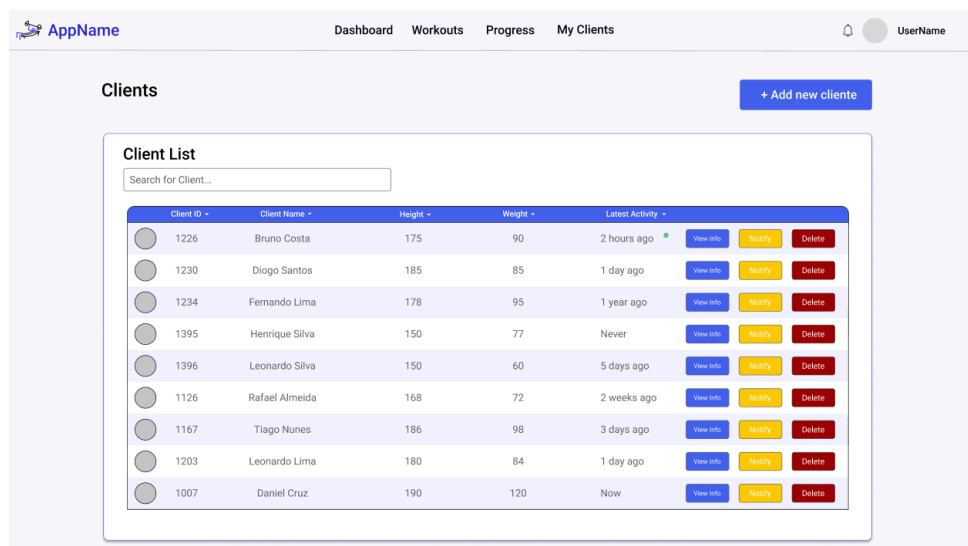 AppName Dashboard Workouts Progress My Clients UserName
Clients
+ Add new cliente
Client List
Search for Client...
Client ID Client Name Height Weight Latest Activity
1226 Bruno Costa 175 90 2 hours ago View Info Notify Delete
1230 Diogo Santos 185 85 1 day ago View Info Notify Delete
1234 Fernando Lima 178 95 1 year ago View Info Notify Delete
1395 Henrique Silva 150 77 Never View Info Notify Delete
1396 Leonardo Silva 150 60 5 days ago View Info Notify Delete
1126 Rafael Almeida 168 72 2 weeks ago View Info Notify Delete
1167 Tiago Nunes 186 98 3 days ago View Info Notify Delete
1203 Leonardo Lima 180 84 1 day ago View Info Notify Delete
1007 Daniel Cruz 190 120 Now View Info Notify Delete